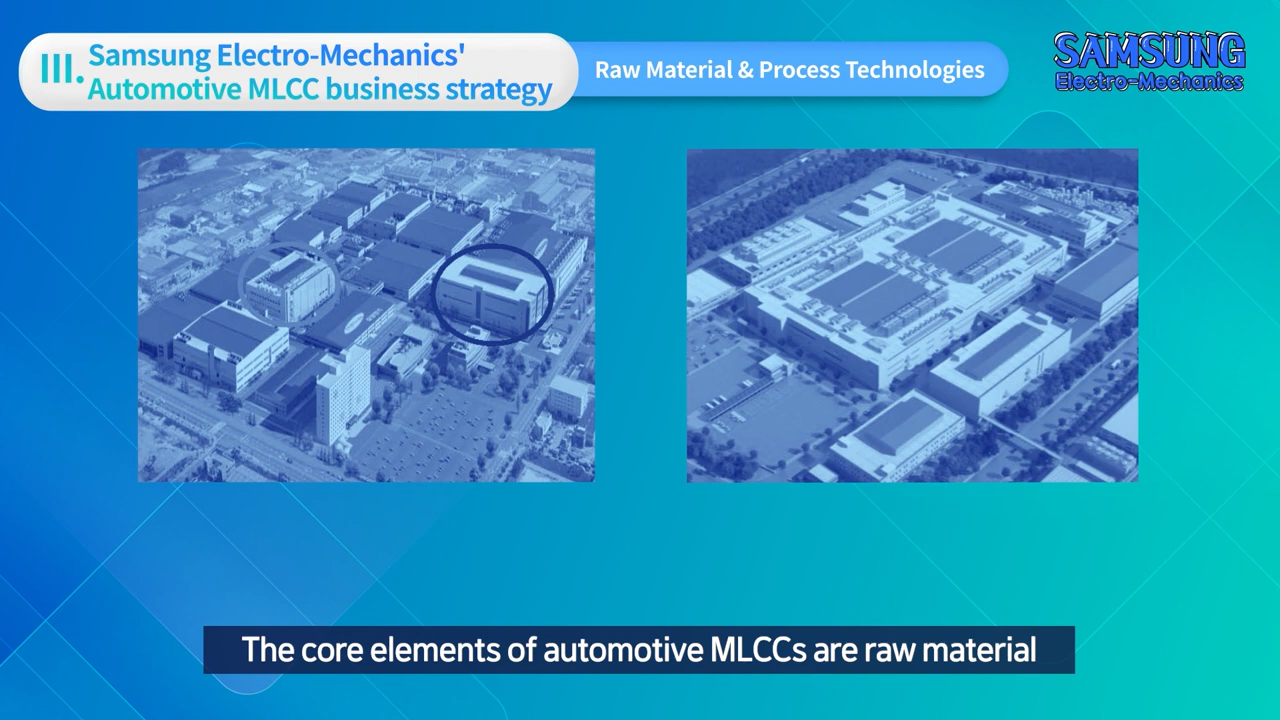 III.
Samsung Electro-Mechanics'
Automotive MLCC business strategy
Raw Material & Process Technologies
SAMSUNG
Electro-Mechanics
The core elements of automotive MLCCs are raw material